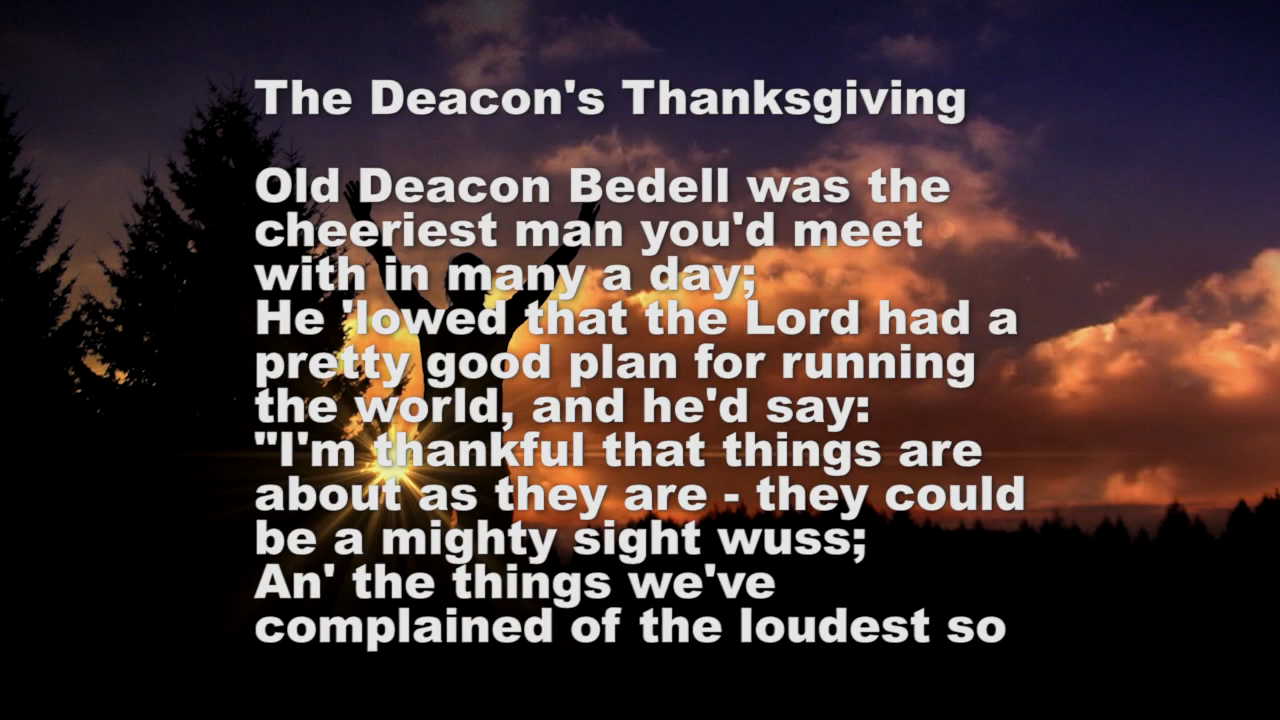 The Deacon's Thanksgiving
Old Deacon Bedell was the
cheeriest man you'd meet
with in many a day;
He 'lowed that the Lord had a
pretty good plan for running
the world, and he'd say:
"I'm thankful that things are
about as they are - they could
be a mighty sight wuss;
An' the things we've
complained of the loudest so